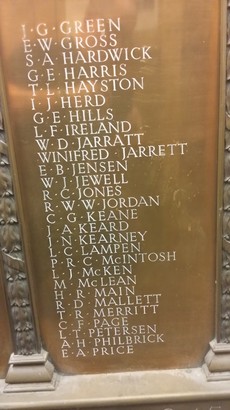 J·G·GREEN
E·W·GROSS
S·A·HARDWICK
G·E·HARRIS
T·L·HAYSTON
I·J·HERD
G·E·HILLS
L·F·IRELAND
W·D·JARRATT
WINIFRED·JARRETT
E·B·JENSEN
W·J·JEWELL
R·C·JONES
R·W·W·JORDAN
C·G·KEANE
J·A·KEARD
J·N·KEARNEY
L·C·LAMPEN
P·R·C·McINTOSH
L·J·McKEN
M·McLEAN
H·R·MAIN
R·D·MALLETT
T·R·MERRITT
C·F·PAGE
L·T·PETERSEN
A·H·PHILBRICK
E·A·PRICE